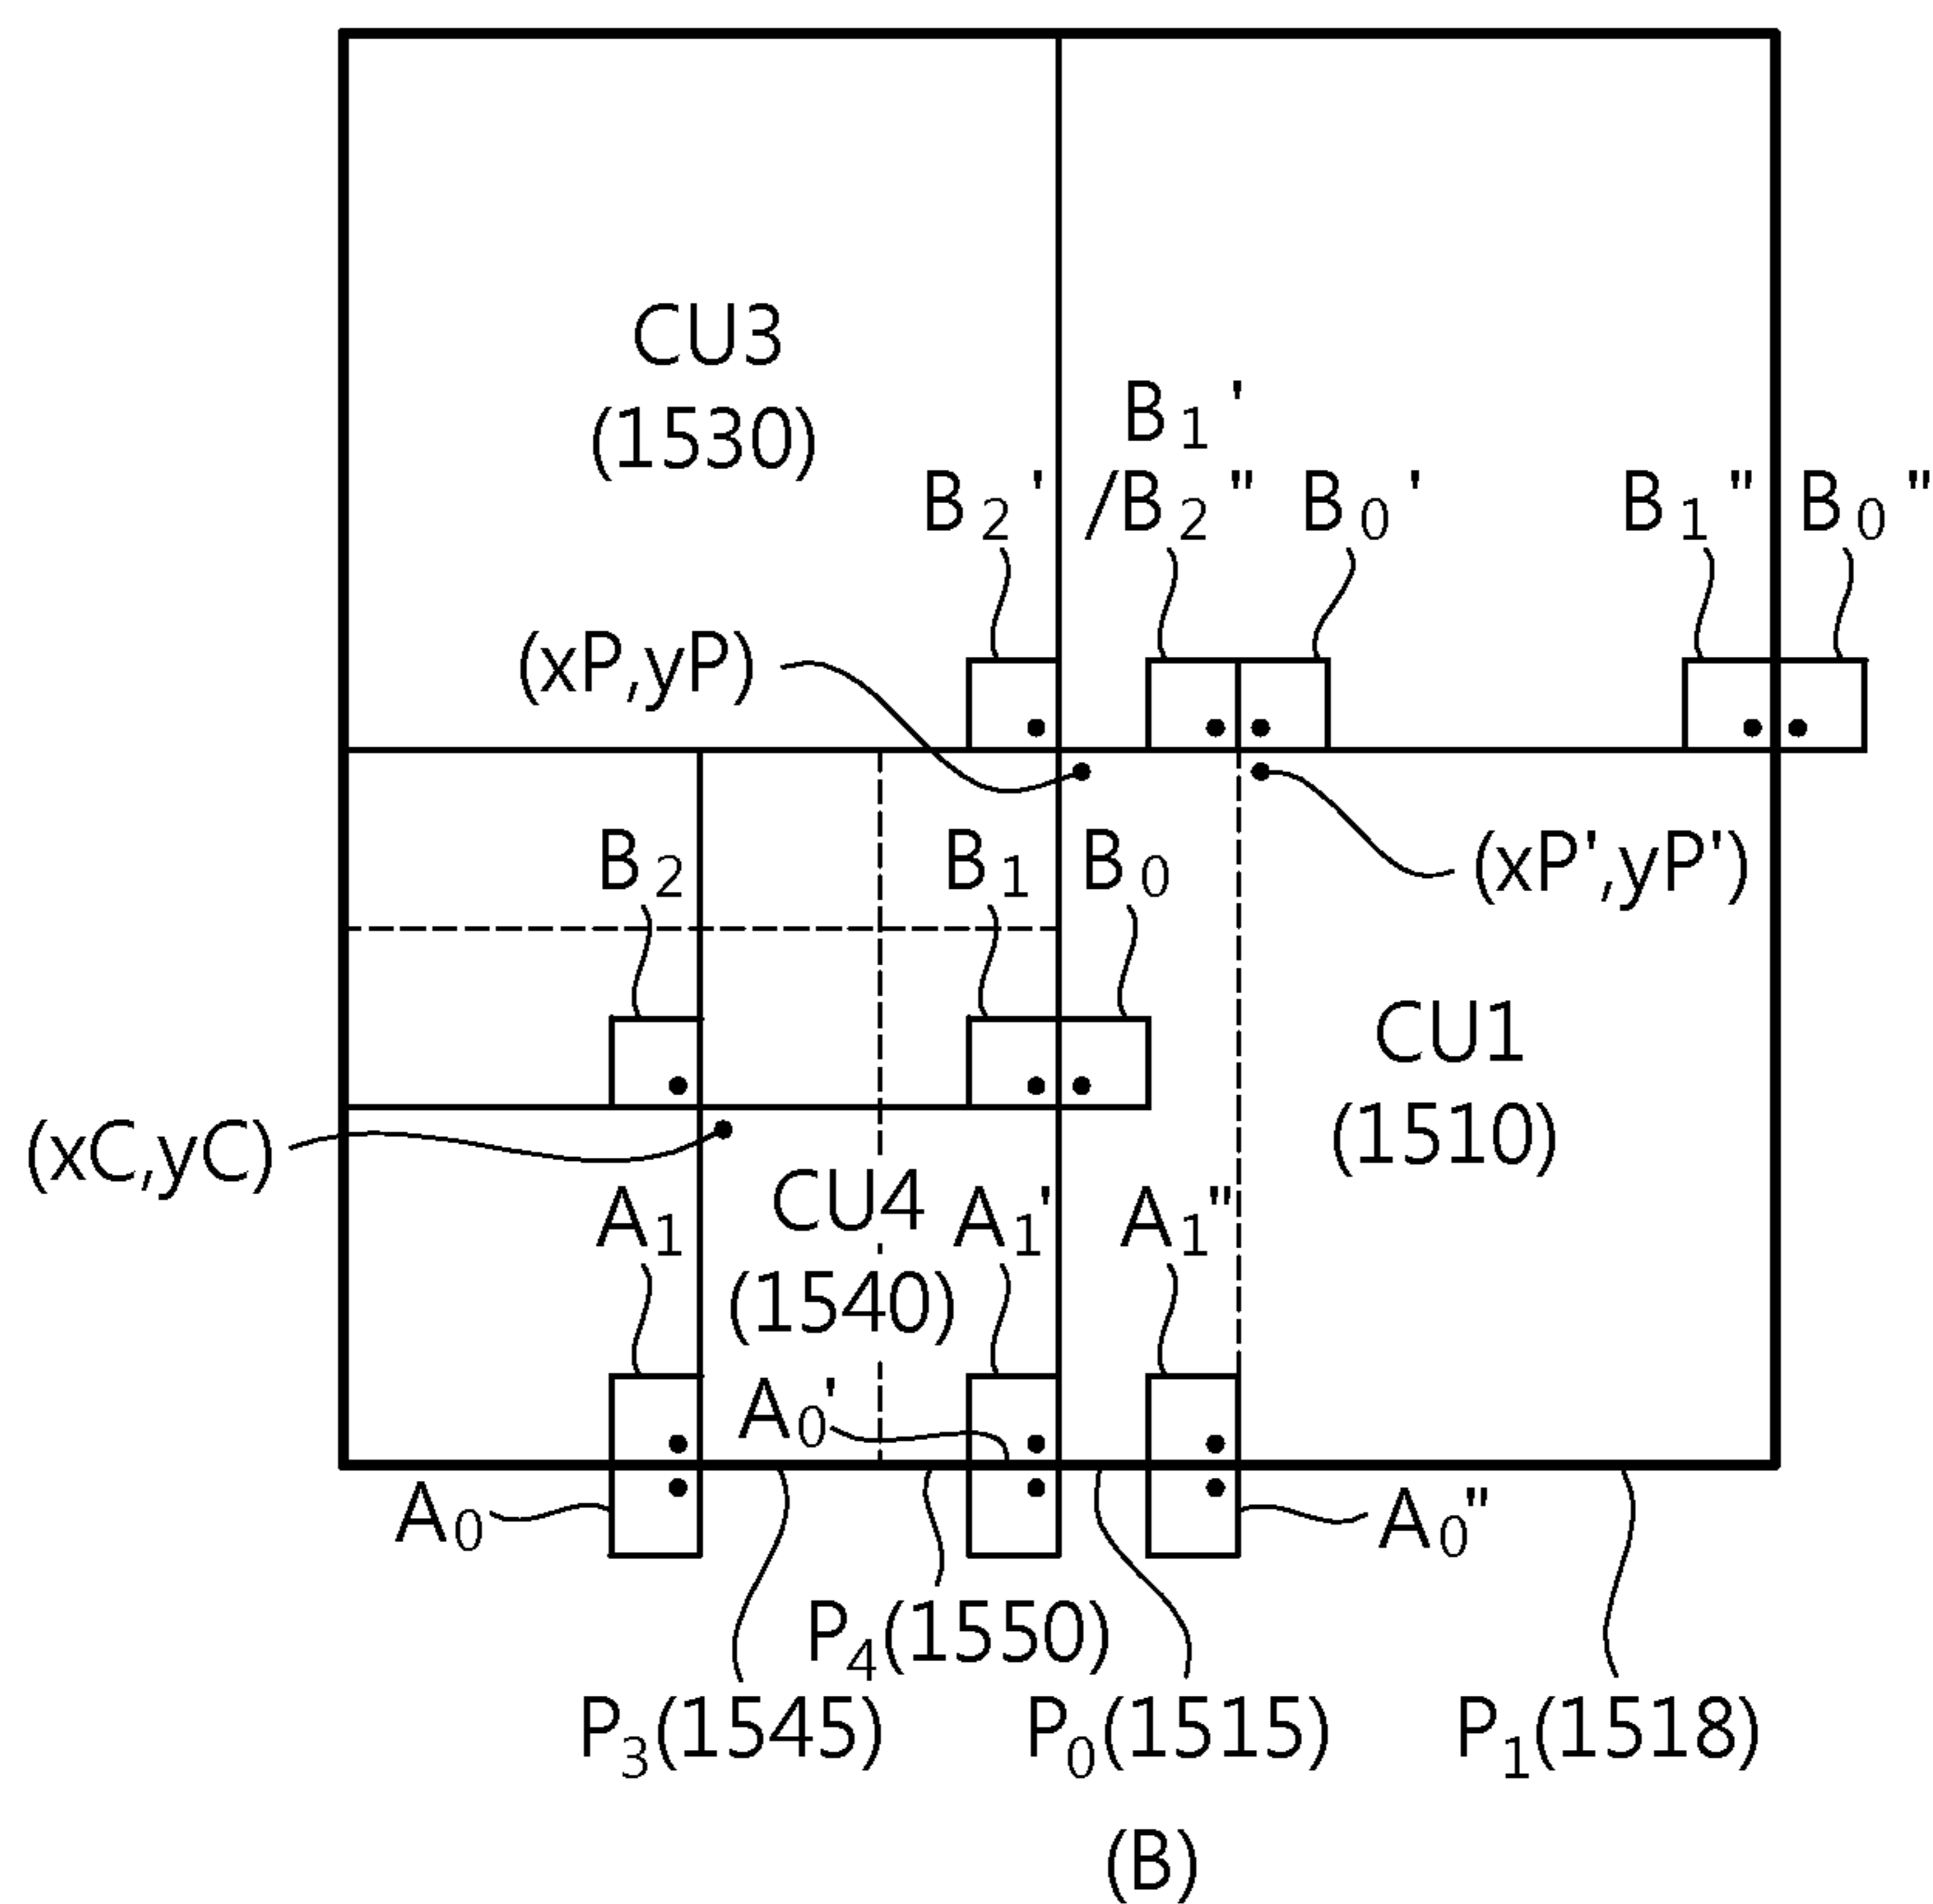 CU3
(1530)
B1'
B2' /B2" B0' B1" B0"
(xP,yP)
B2 B1 B0 (xP',yP')
CU1
(1510)
(xC,yC)
CU4
A1 A1' A1"
(1540)
A0'
A0 A0"
P4(1550)
P3(1545) P0(1515) P1(1518)
(B)